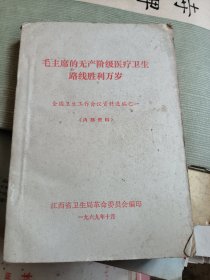 毛主席的无产阶级医疗卫生
路线胜利万岁
全国卫生工作会议资料选编之一
（内部资料）
江西省卫生局革命委员会编印
一九六九年十月